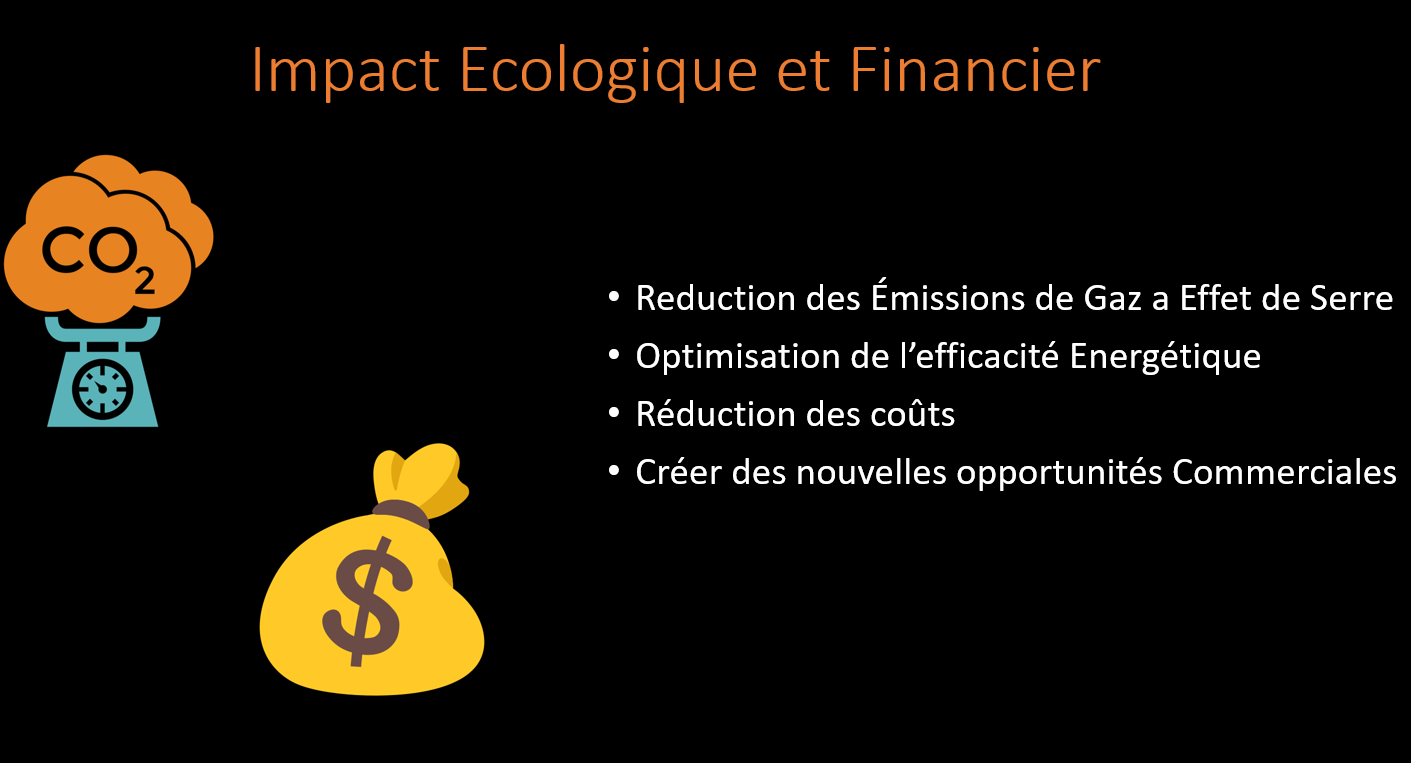 Impact Ecologique et Financier
CO2
• Reduction des Émissions de Gaz a Effet de Serre
• Optimisation de l’efficacité Energétique
• Réduction des coûts
• Créer des nouvelles opportunités Commerciales
$